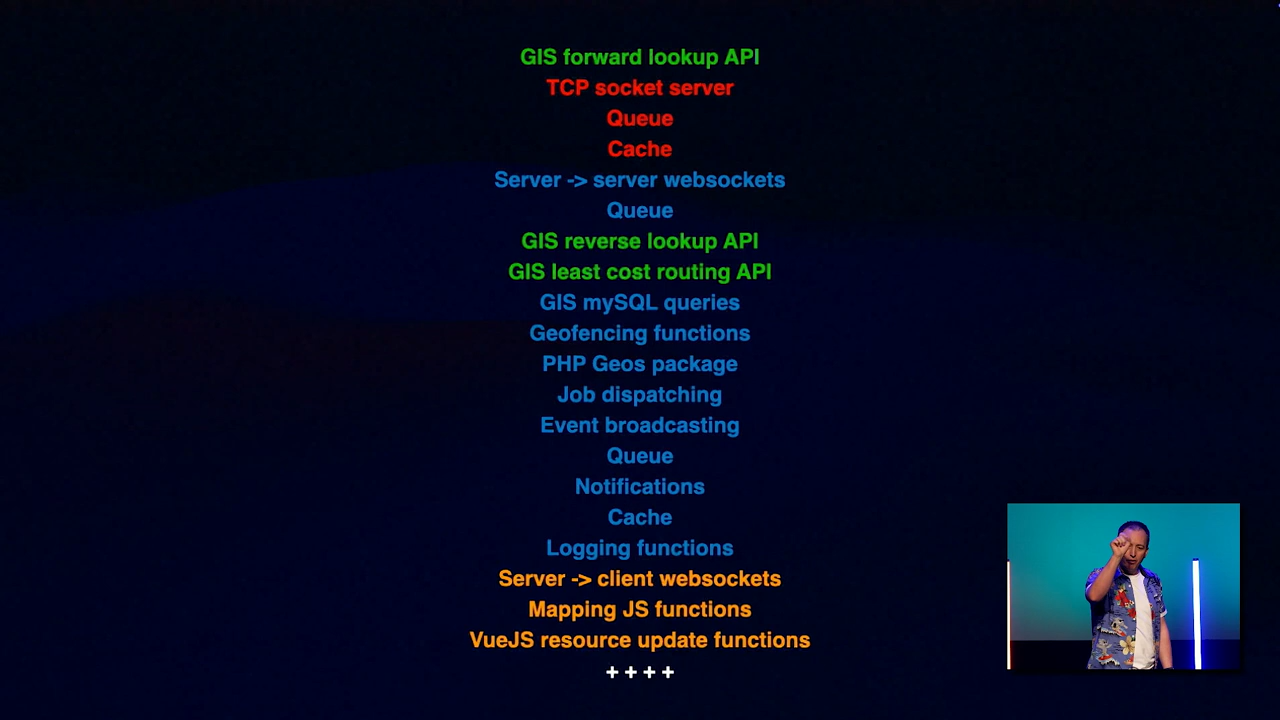 GIS forward lookup API
TCP socket server
Queue
Cache
Server -> server websockets
Queue
GIS reverse lookup API
GIS least cost routing API
GIS mySQL queries
Geofencing functions
PHP Geos package
Job dispatching
Event broadcasting
Queue
Notifications
Cache
Logging functions
Server -> client websockets
Mapping JS functions
VueJS resource update functions
++++